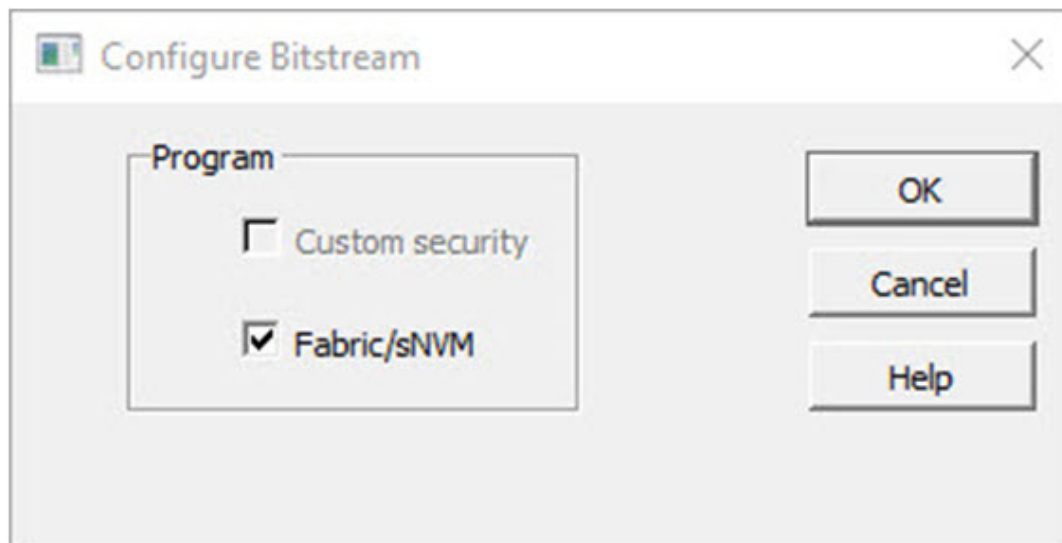 Configure Bitstream
Program
Custom security
Fabric/sNVM
OK
Cancel
Help